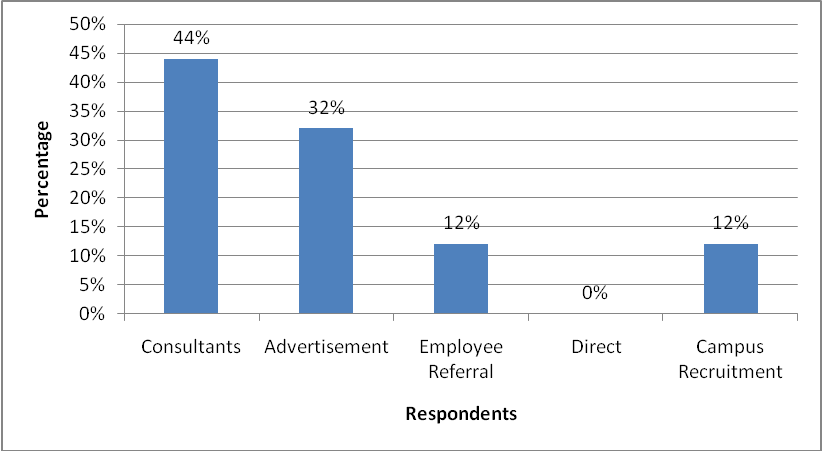 50%
45%
40%
35%
30%
25%
20%
15%
10%
5%
0%
Percentage
44%
32%
12%
0%
12%
Consultants
Advertisement
Employee
Referral
Direct
Campus
Recruitment
Respondents